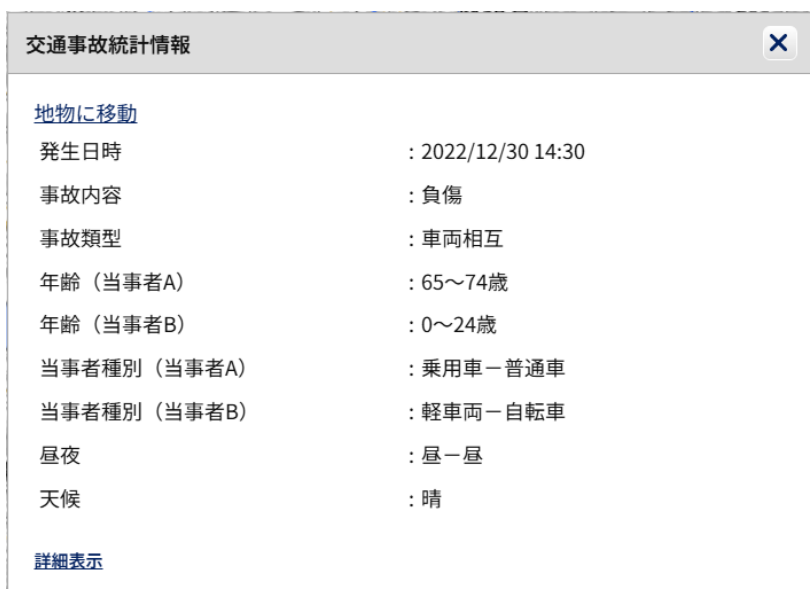 交通事故統計情報
地物に移動
発生日時 : 2022/12/30 14:30
事故内容 : 負傷
事故類型 : 車両相互
年齢（当事者A） : 65～74歳
年齢（当事者B） : 0～24歳
当事者種別（当事者A） : 乗用車－普通車
当事者種別（当事者B） : 軽車両－自転車
昼夜 : 昼－昼
天候 : 晴
詳細表示